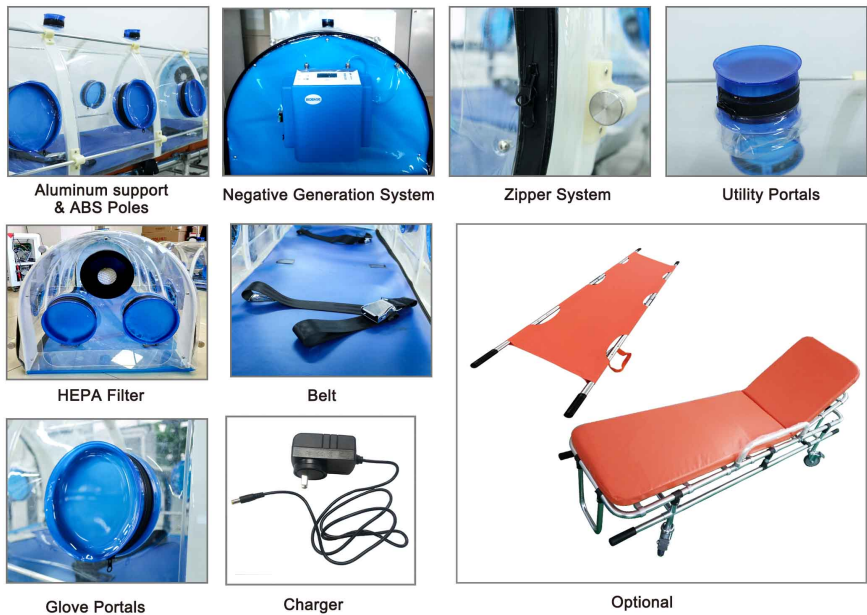 Aluminum support
& ABS Poles
Negative Generation System
Zipper System
Utility Portals
HEPA Filter
Belt
Glove Portals
Charger
Optional